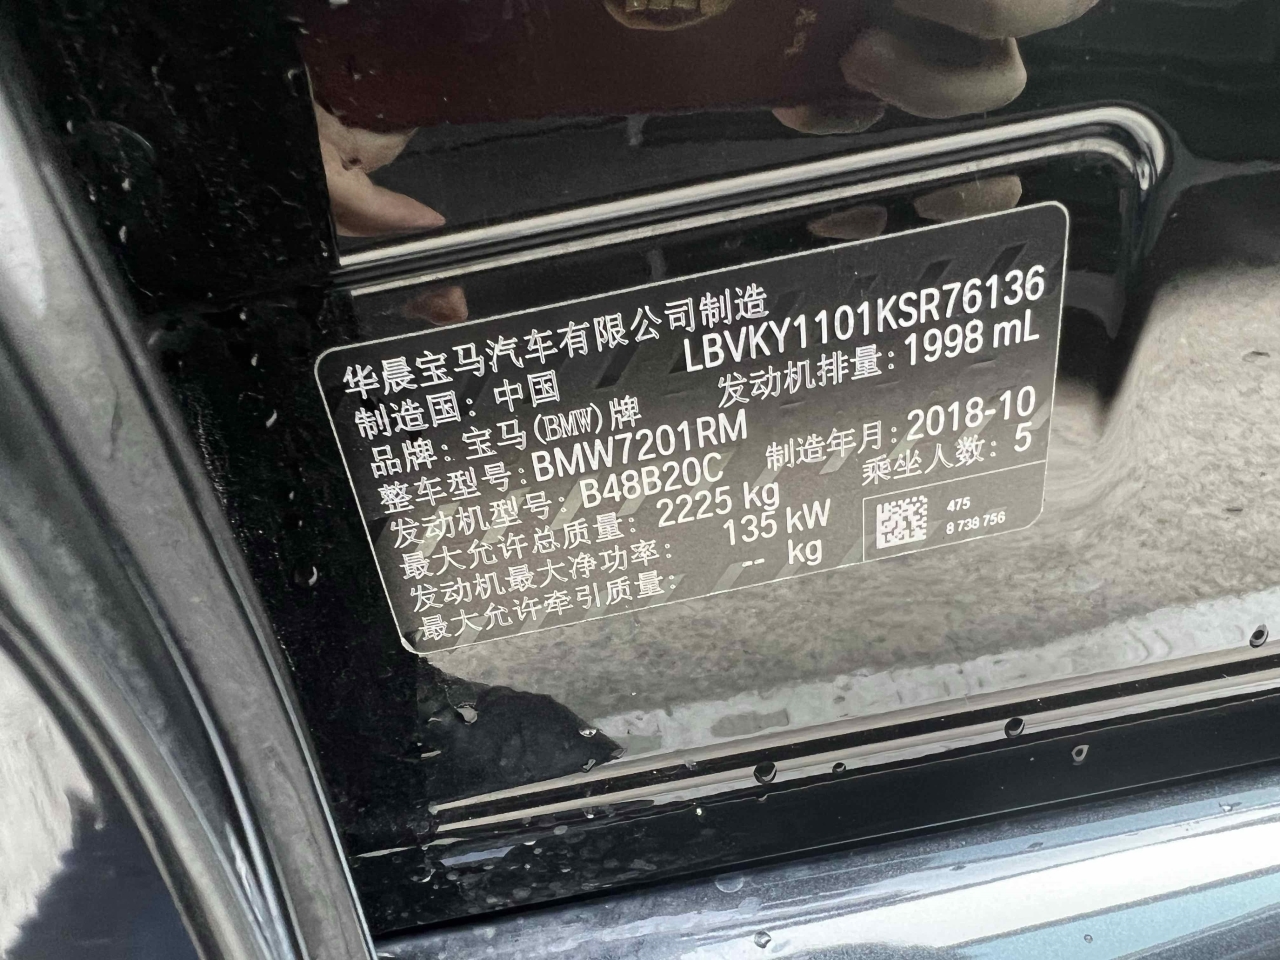 华晨宝马汽车有限公司制造
制造国：中国 LBVKY1101KSR76136
品牌：宝马(BMW)牌 发动机排量：1998 mL
整车型号：BMW7201RM
发动机型号：B48B20C 制造年月：2018-10
最大允许总质量：2225 kg 乘坐人数：5
发动机最大净功率：135 kW
最大允许牵引质量：-- kg
475
8 738 756